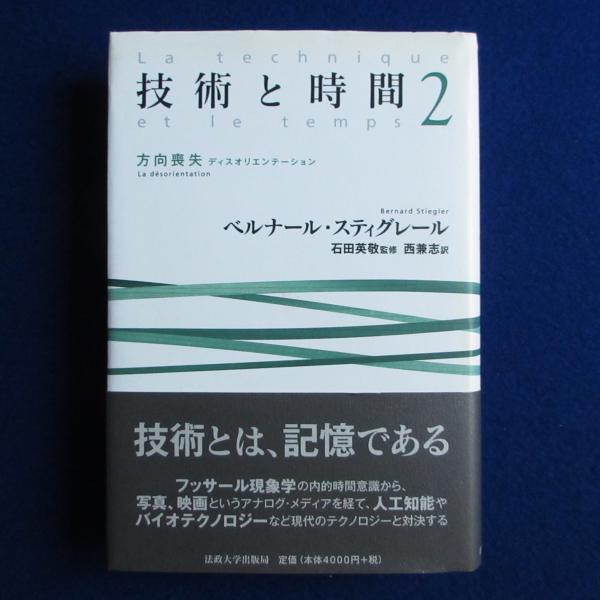 La technique
技術と時間2
et le temps
方向喪失 ディスオリエンテーション
La désorientation
Bernard Stiegler
ベルナール・スティグレール
石田英敬監修 西兼志訳
技術とは、記憶である
フッサール現象学の内的時間意識から、
写真、映画というアナログ・メディアを経て、人工知能や
バイオテクノロジーなど現代のテクノロジーと対決する
法政大学出版局 定価（本体4000円+税）